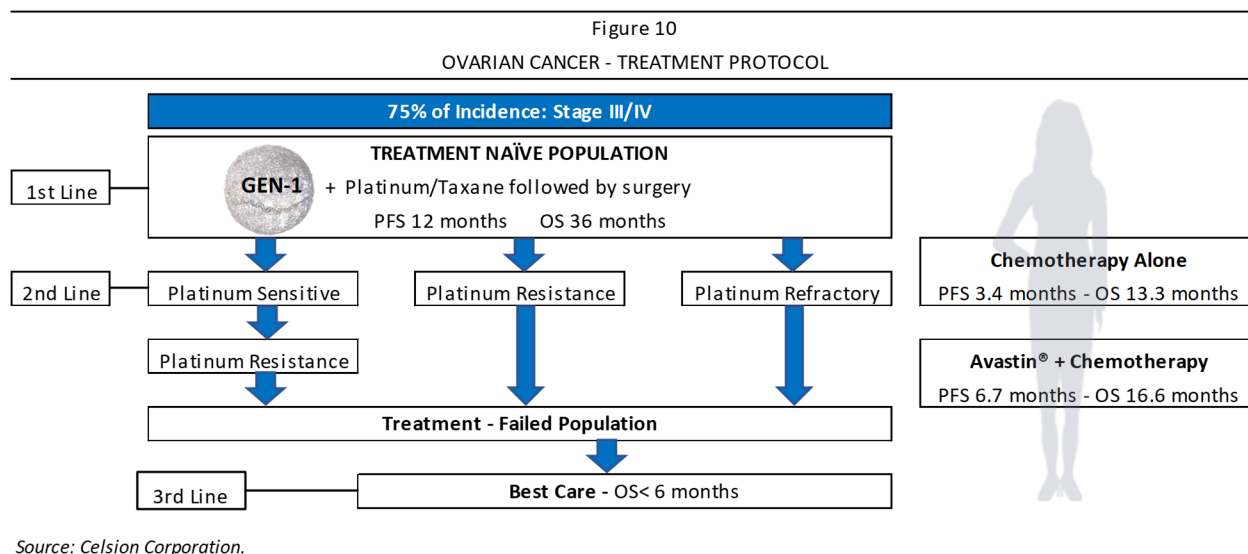 Figure 10
OVARIAN CANCER - TREATMENT PROTOCOL
75% of Incidence: Stage III/IV
TREATMENT NAÏVE POPULATION
1st Line
GEN-1 + Platinum/Taxane followed by surgery
PFS 12 months OS 36 months
2nd Line
Platinum Sensitive
Platinum Resistance
Platinum Refractory
Platinum Resistance
Treatment - Failed Population
3rd Line
Best Care - OS< 6 months
Chemotherapy Alone
PFS 3.4 months - OS 13.3 months
Avastin® + Chemotherapy
PFS 6.7 months - OS 16.6 months
Source: Celsion Corporation.